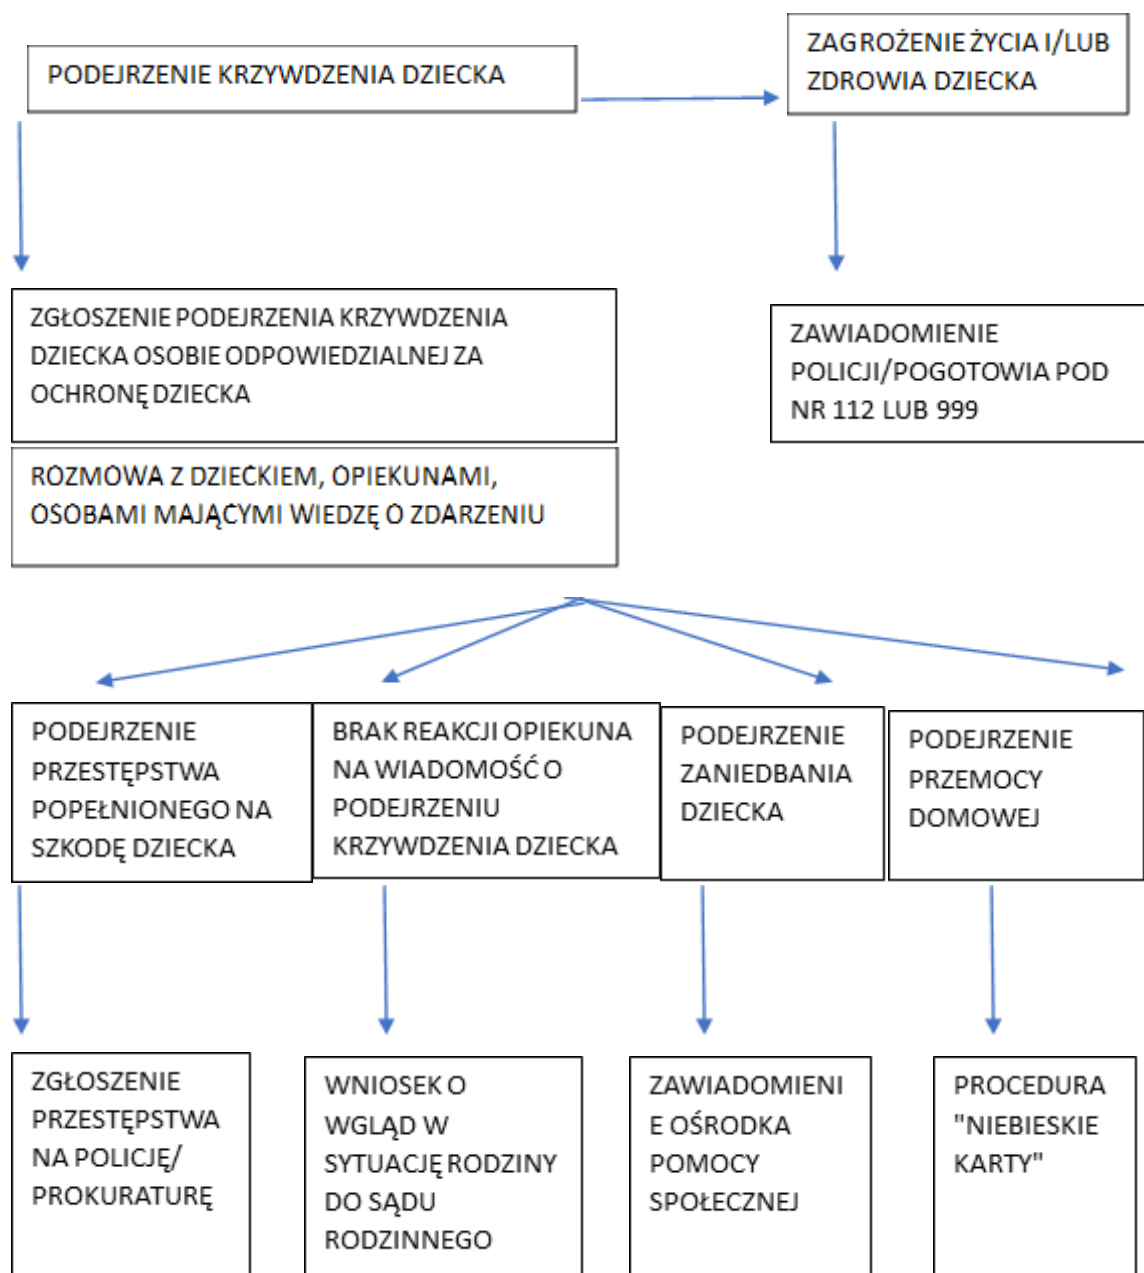 PODEJRZENIE KRZYWDZENIA DZIECKA
ZAGROŻENIE ŻYCIA I/LUB
ZDROWIA DZIECKA
ZGŁOSZENIE PODEJRZENIA KRZYWDZENIA
DZIECKA OSOBIE ODPOWIEDZIALNEJ ZA
OCHRONĘ DZIECKA
ZAWIADOMIENIE
POLICJI/POGOTOWIA POD
NR 112 LUB 999
ROZMOWA Z DZIECKIEM, OPIEKUNAMI,
OSOBAMI MAJĄCYMI WIEDZĘ O ZDARZENIU
PODEJRZENIE
PRZESTĘPSTWA
POPEŁNIONEGO NA
SZKODĘ DZIECKA
BRAK REAKCJI OPIEKUNA
NA WIADOMOŚĆ O
PODEJRZENIU
KRZYWDZENIA DZIECKA
PODEJRZENIE
ZANIEDBANIA
DZIECKA
PODEJRZENIE
PRZEMOCY
DOMOWEJ
ZGŁOSZENIE
PRZESTĘPSTWA
NA POLICJĘ/
PROKURATURĘ
WNIOSEK O
WGLĄD W
SYTUACJĘ RODZINY
DO SĄDU
RODZINNEGO
ZAWIADOMIENI
E OŚRODKA
POMOCY
SPOŁECZNEJ
PROCEDURA
"NIEBIESKIE
KARTY"